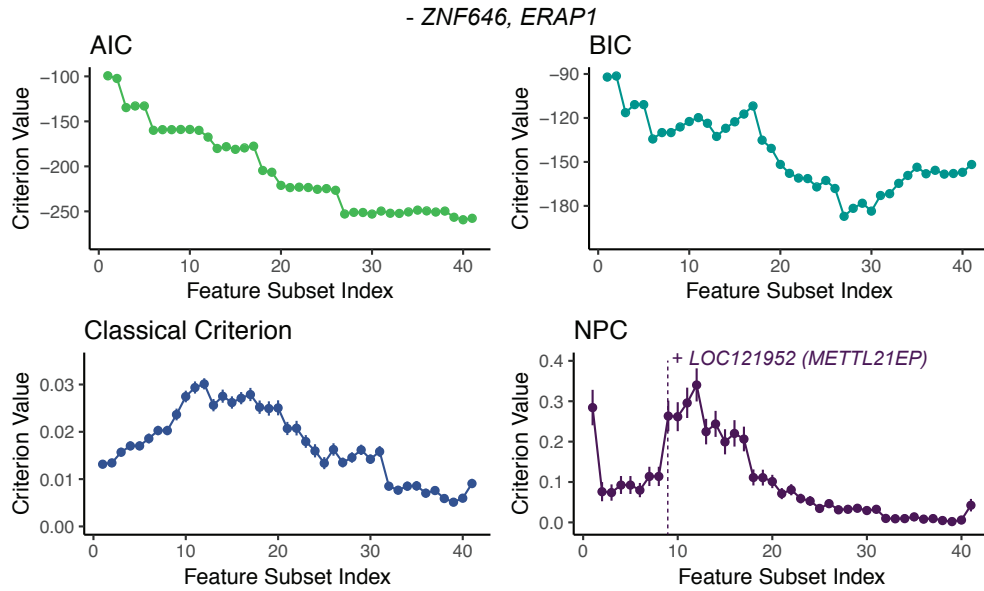 - ZNF646, ERAP1
AIC
Criterion Value
−100
−150
−200
−250
0
10
20
30
40
Feature Subset Index
BIC
Criterion Value
−90
−120
−150
−180
0
10
20
30
40
Feature Subset Index
Classical Criterion
Criterion Value
0.03
0.02
0.01
0.00
0
10
20
30
40
Feature Subset Index
NPC
+ LOC121952 (METTL21EP)
Criterion Value
0.4
0.3
0.2
0.1
0.0
0
10
20
30
40
Feature Subset Index